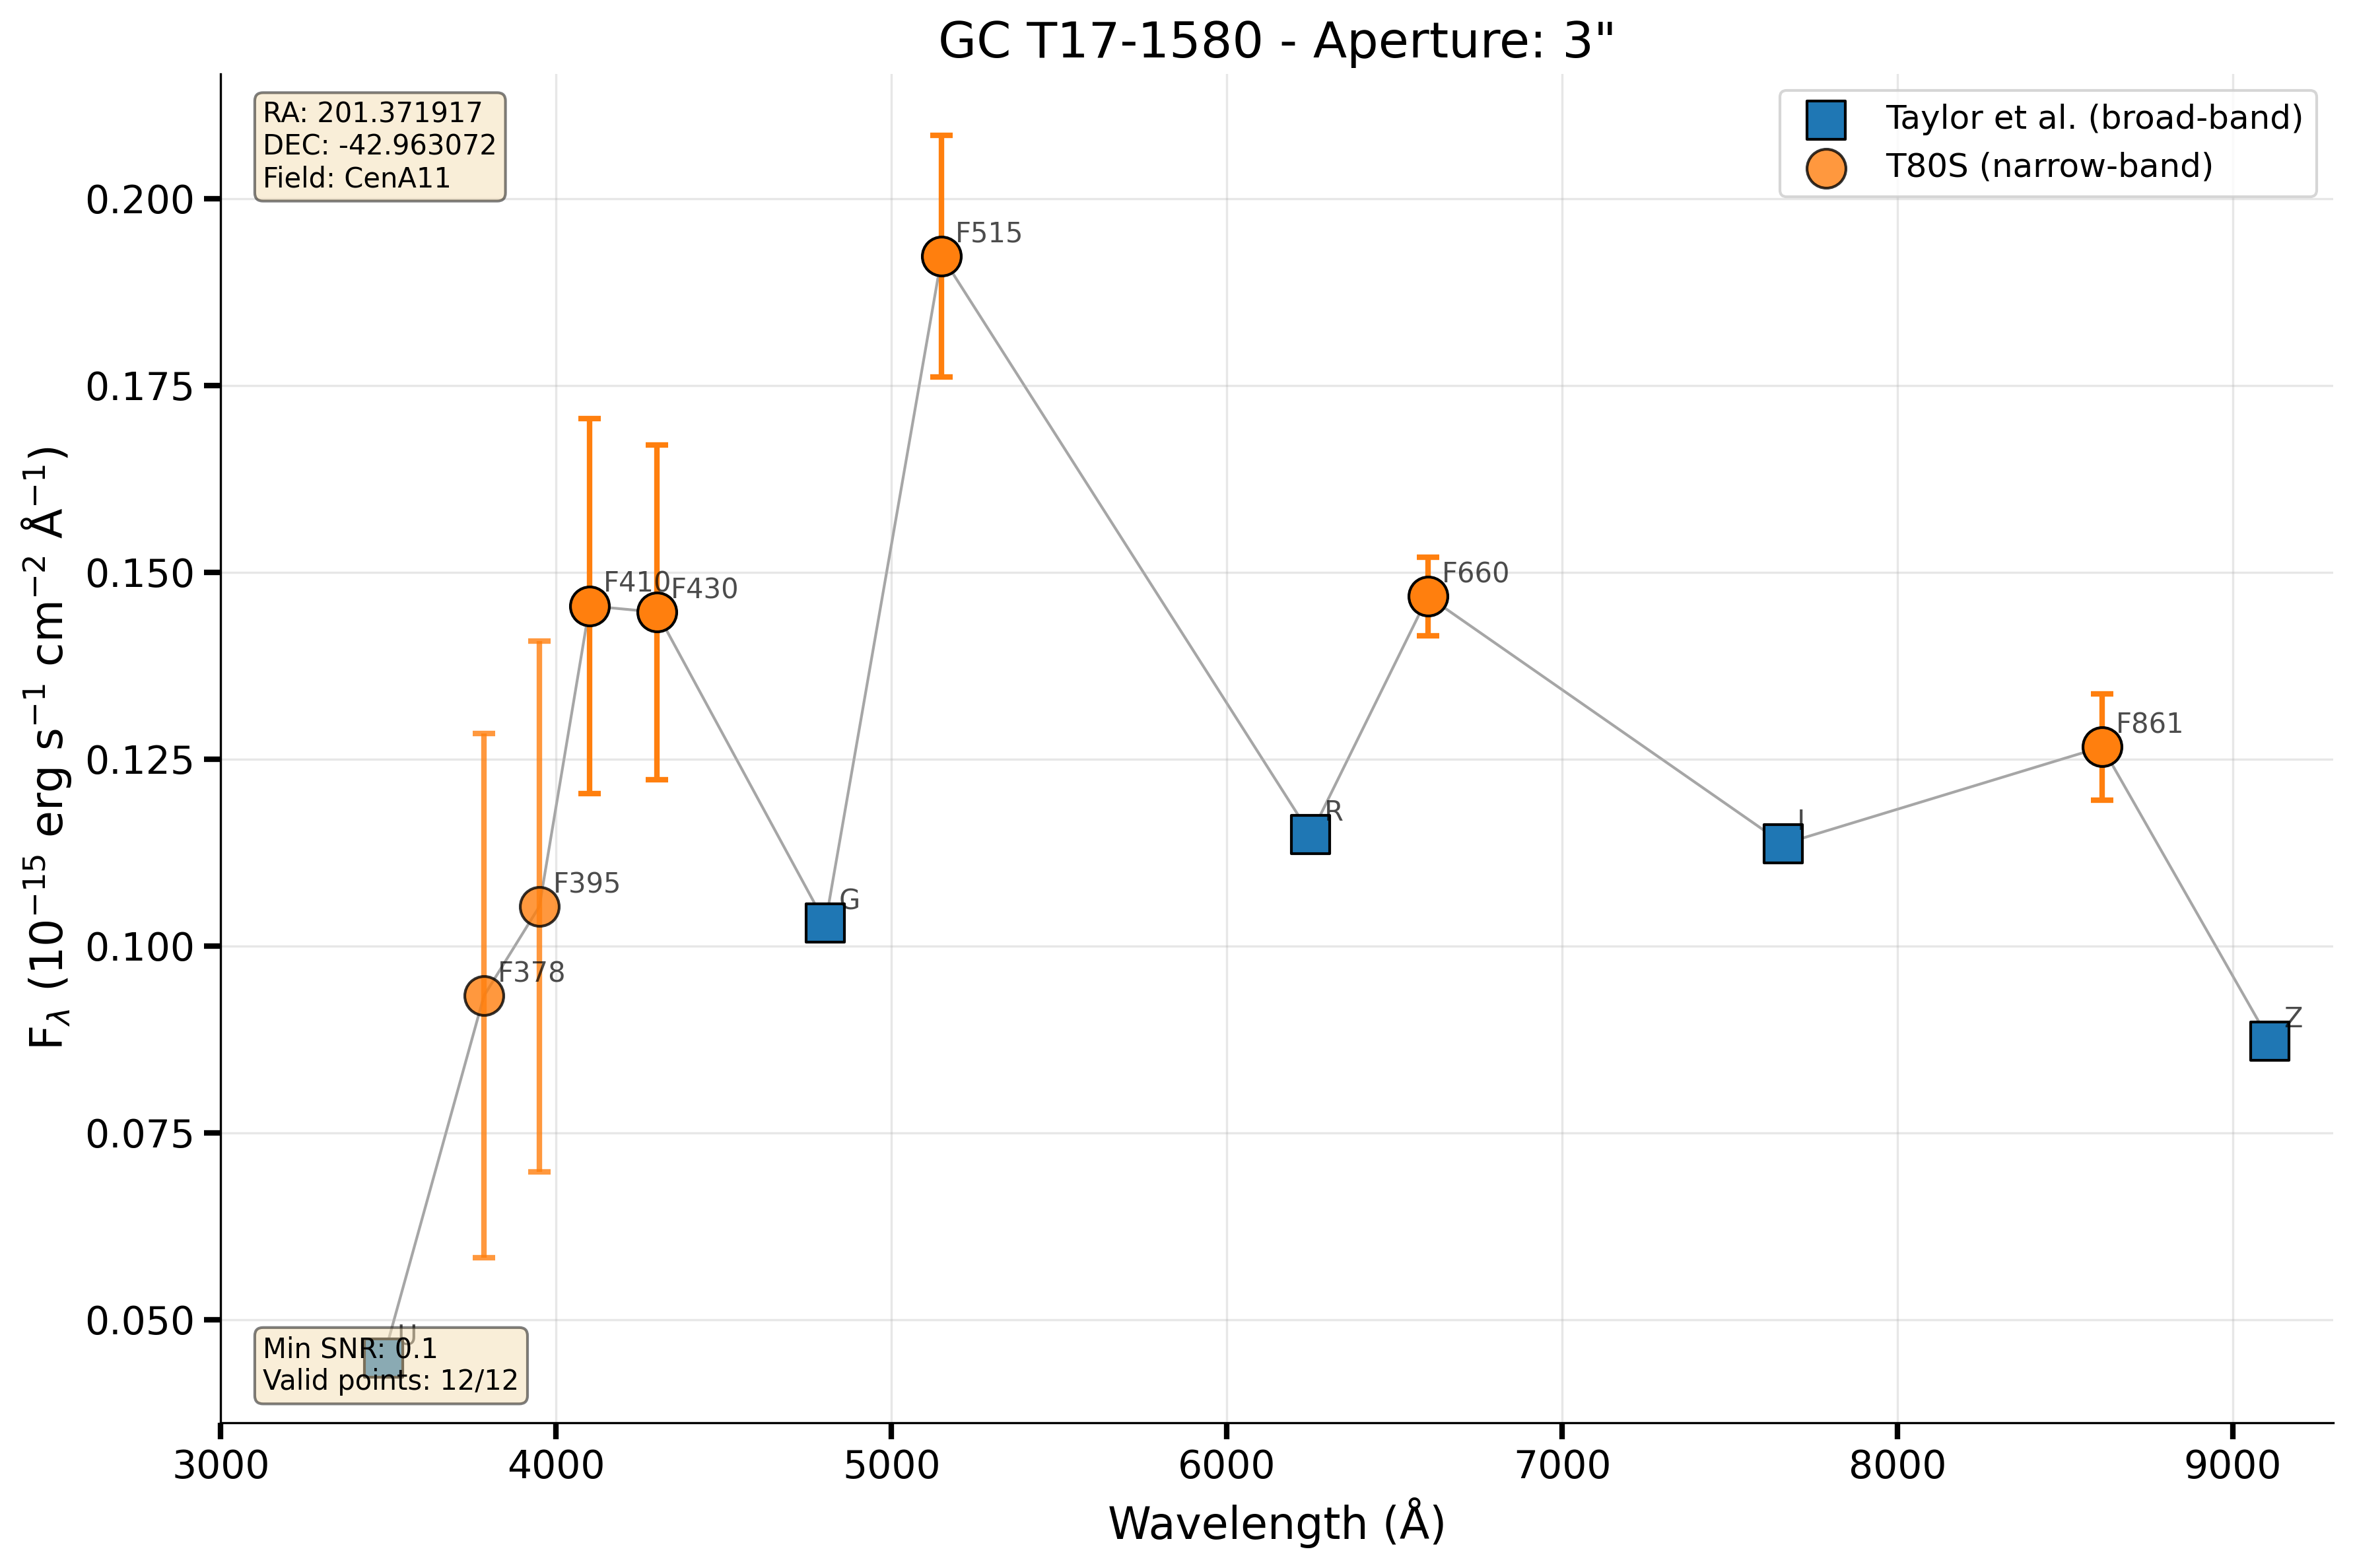 GC T17-1580 - Aperture: 3"
RA: 201.371917
DEC: -42.963072
Field: CenA11
Taylor et al. (broad-band)
T80S (narrow-band)
F$_{\lambda}$ (10$^{-15}$ erg s$^{-1}$ cm$^{-2}$ Å$^{-1}$)
0.200
0.175
0.150
0.125
0.100
0.075
0.050
F515
F410
F430
F660
F861
R
I
F395
G
F378
Z
U
Min SNR: 0.1
Valid points: 12/12
3000
4000
5000
6000
7000
8000
9000
Wavelength (Å)